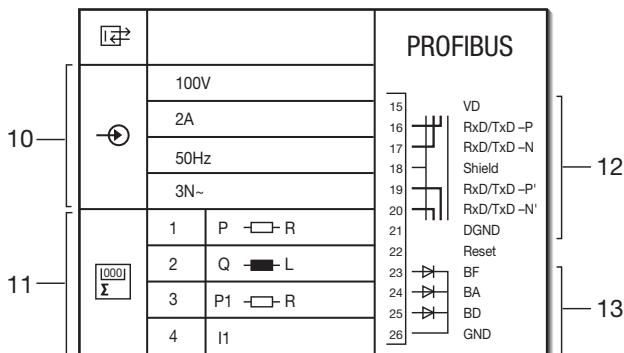 PROFIBUS
10
100V
2A
50Hz
3N~
11
000
Σ
1 P R
2 Q L
3 P1 R
4 I1
15 VD
16 RxD/TxD –P
17 RxD/TxD –N
18 Shield
19 RxD/TxD –P'
20 RxD/TxD –N'
21 DGND
22 Reset
23 BF
24 BA
25 BD
26 GND
12
13